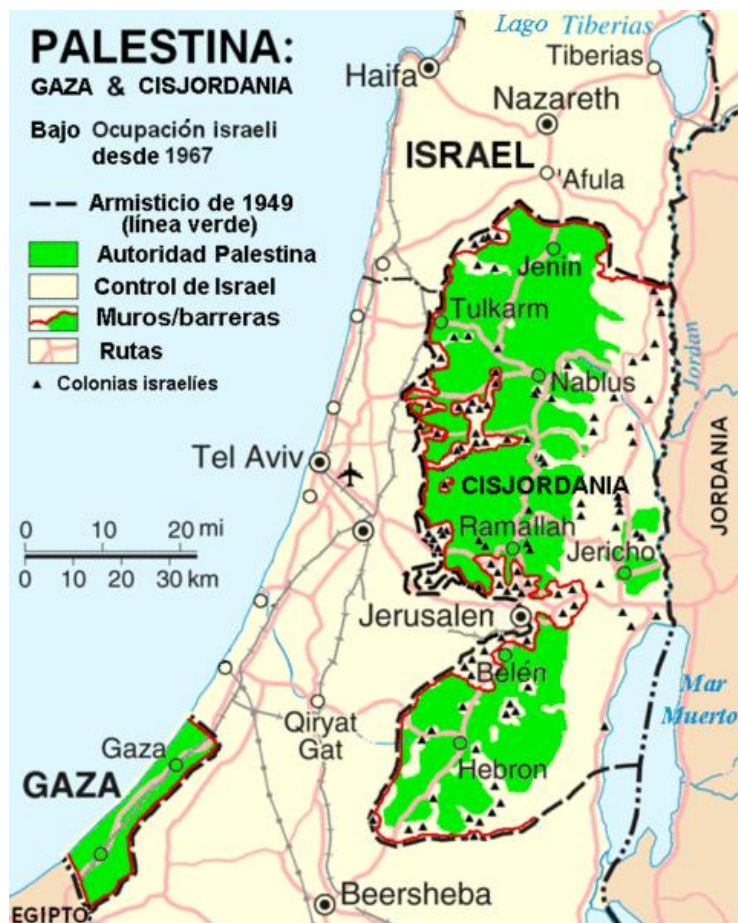 PALESTINA:
GAZA & CISJORDANIA
Bajo Ocupación israeli
desde 1967
Armisticio de 1949
(línea verde)
Autoridad Palestina
Control de Israel
Muros/barreras
Rutas
Colonias israelíes
Lago Tiberias
Tiberias
Haifa
Nazareth
ISRAEL
'Afula
Jenin
Tulkarm
Nablus
Jordan
Tel Aviv
CISJORDANIA
JORDANIA
0 10 20 mi
0 10 20 30 km
Ramallah
Jericho
Jerusalen
Belén
Mar
Muerto
Qiryat
Gat
Gaza
GAZA
Hebron
Beersheba
EGIPTO